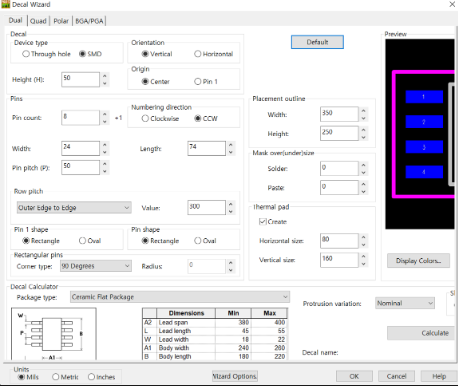 Decal Wizard
Dual Quad Polar BGA/PGA
Decal
Device type
Through hole SMD
Orientation
Vertical Horizontal
Default
Preview
Height (H): 50
Origin
Center Pin 1
Pins
Pin count: 8 +1
Numbering direction
Clockwise CCW
Placement outline
Width: 350
Height: 250
Width: 24
Length: 74
Pin pitch (P): 50
Mask over(under)size
Solder: 0
Paste: 0
Row pitch
Outer Edge to Edge
Value: 300
Thermal pad
Create
Horizontal size: 80
Vertical size: 160
Pin 1 shape
Rectangle Oval
Pin shape
Rectangle Oval
Rectangular pins
Corner type: 90 Degrees
Radius: 0
1
2
3
4
Display Colors...
Decal Calculator
Package type: Ceramic Flat Package
Protrusion variation: Nominal
Calculate
Decal name:
W
P
B
A1
Dimensions Min Max
A2 Lead span 380 400
L Lead length 45 55
W Lead width 18 22
A1 Body width 240 260
B Body length 180 220
Units
Mils Metric Inches
Wizard Options.
OK Cancel Help